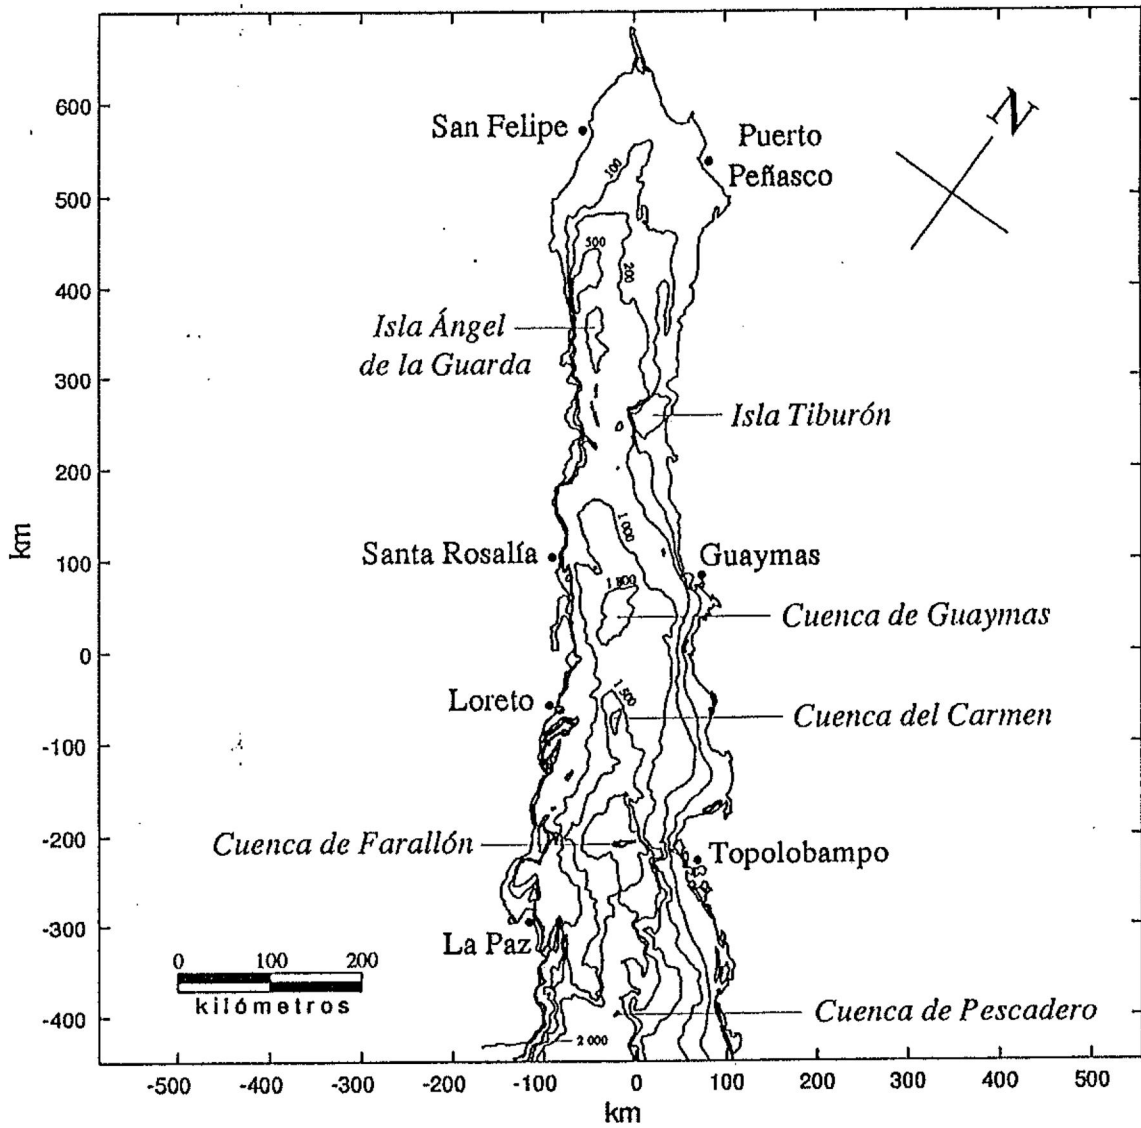 600
500
400
300
200
100
0
-100
-200
-300
-400
km
-500
-400
-300
-200
-100
0
100
200
300
400
500
km
N
San Felipe
Puerto
Peñasco
100
500
200
Isla Ángel
de la Guarda
Isla Tiburón
1 000
Santa Rosalía
Guaymas
1 800
Cuenca de Guaymas
1 500
Loreto
Cuenca del Carmen
Cuenca de Farallón
Topolobampo
La Paz
0 100 200
kilómetros
Cuenca de Pescadero
2 000